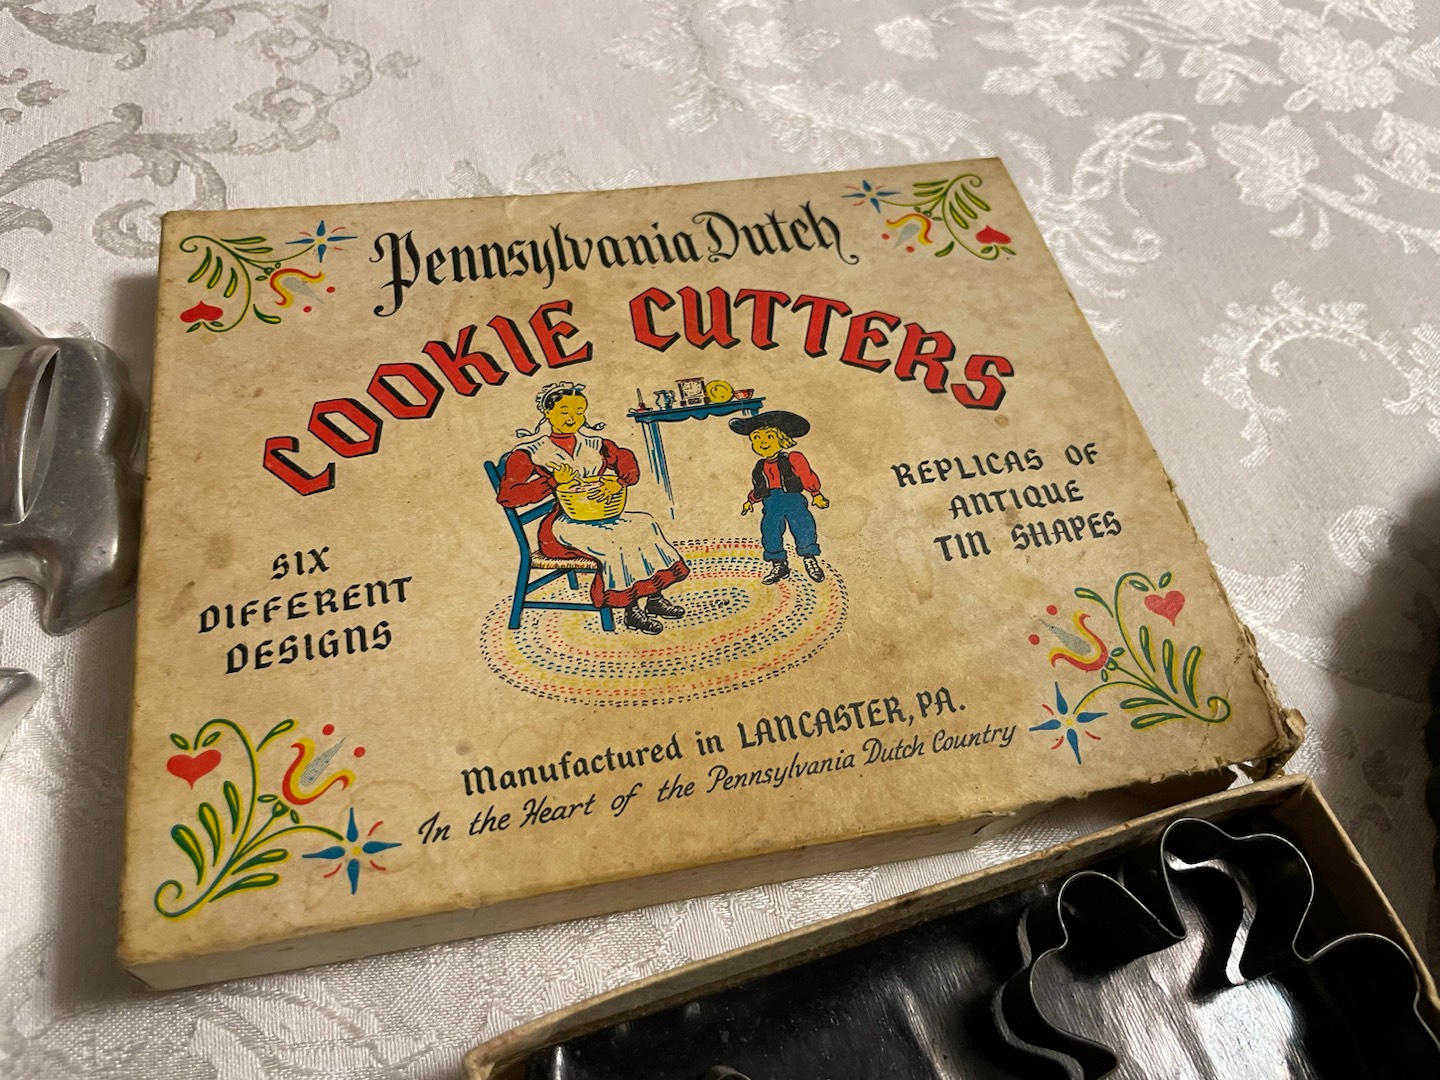 Pennsylvania Dutch
COOKIE CUTTERS
SIX
DIFFERENT
DESIGNS
REPLICAS OF
ANTIQUE
TIN SHAPES
Manufactured in LANCASTER, PA.
In the Heart of the Pennsylvania Dutch Country